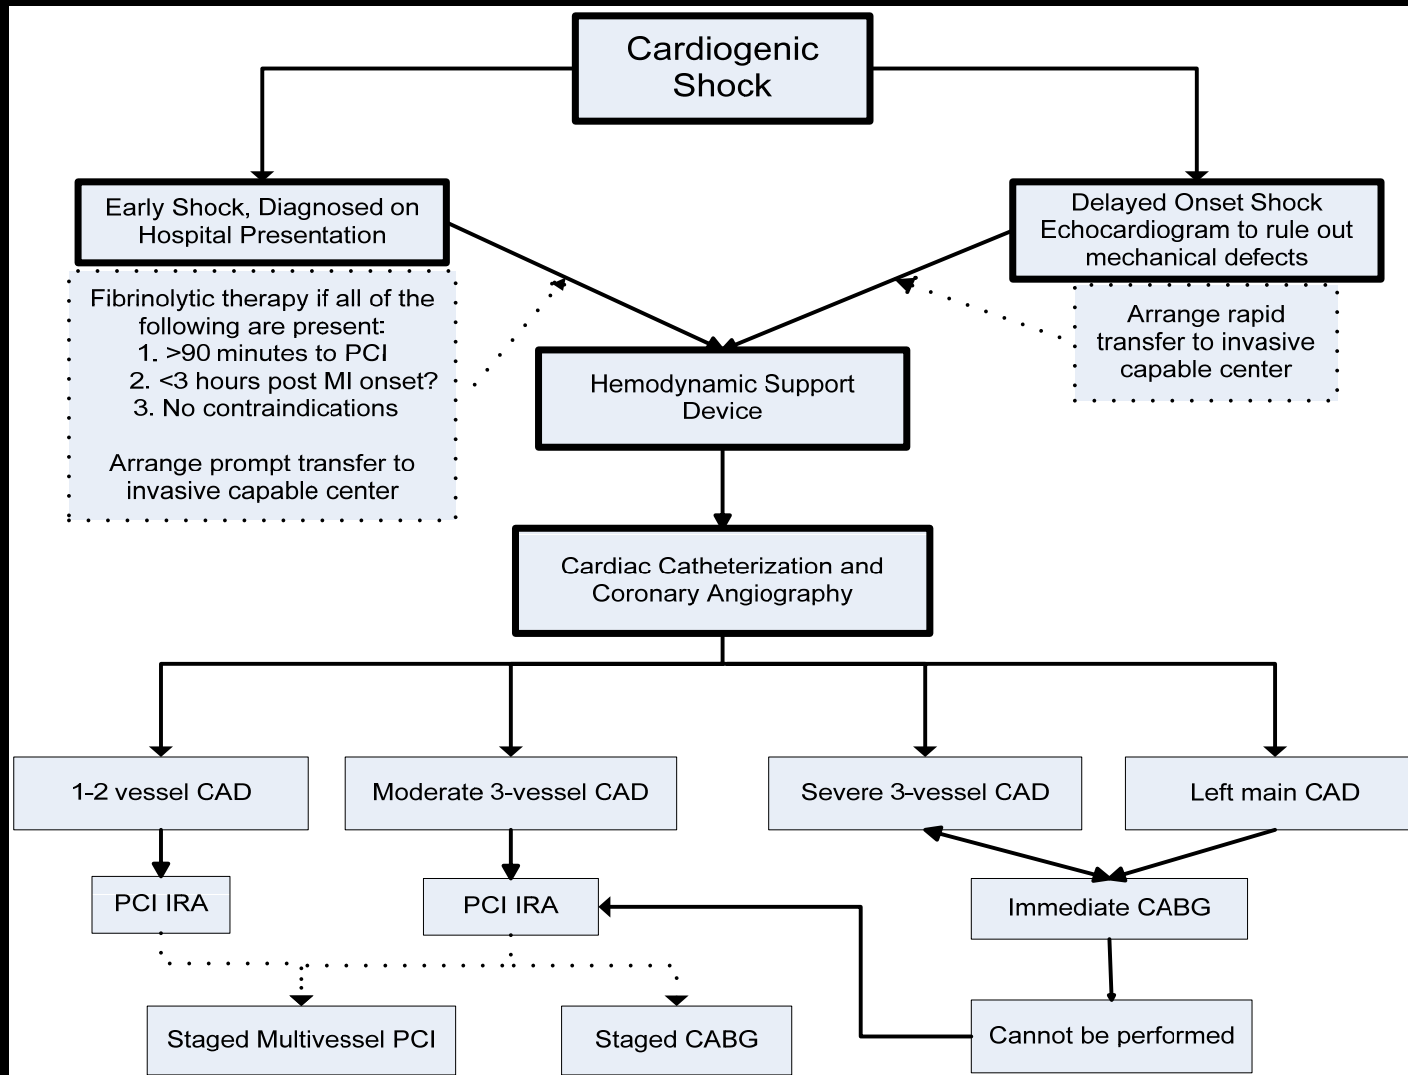 Cardiogenic
Shock
Early Shock, Diagnosed on
Hospital Presentation
Delayed Onset Shock
Echocardiogram to rule out
mechanical defects
Fibrinolytic therapy if all of the
following are present:
1. >90 minutes to PCI
2. <3 hours post MI onset?
3. No contraindications
Arrange prompt transfer to
invasive capable center
Arrange rapid
transfer to invasive
capable center
Hemodynamic Support
Device
Cardiac Catheterization and
Coronary Angiography
1-2 vessel CAD
Moderate 3-vessel CAD
Severe 3-vessel CAD
Left main CAD
PCI IRA
PCI IRA
Immediate CABG
Staged Multivessel PCI
Staged CABG
Cannot be performed